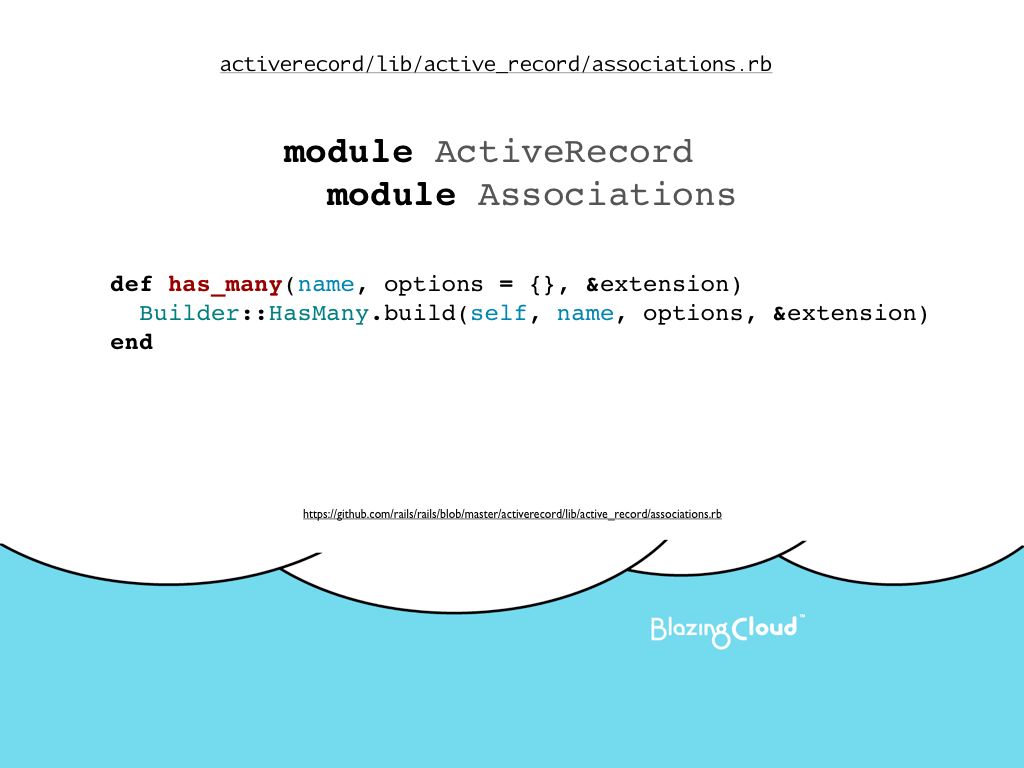 activerecord/lib/active_record/associations.rb
module ActiveRecord
module Associations
def has_many(name, options = {}, &extension)
Builder::HasMany.build(self, name, options, &extension)
end
https://github.com/rails/rails/blob/master/activerecord/lib/active_record/associations.rb
BlazingCloud™